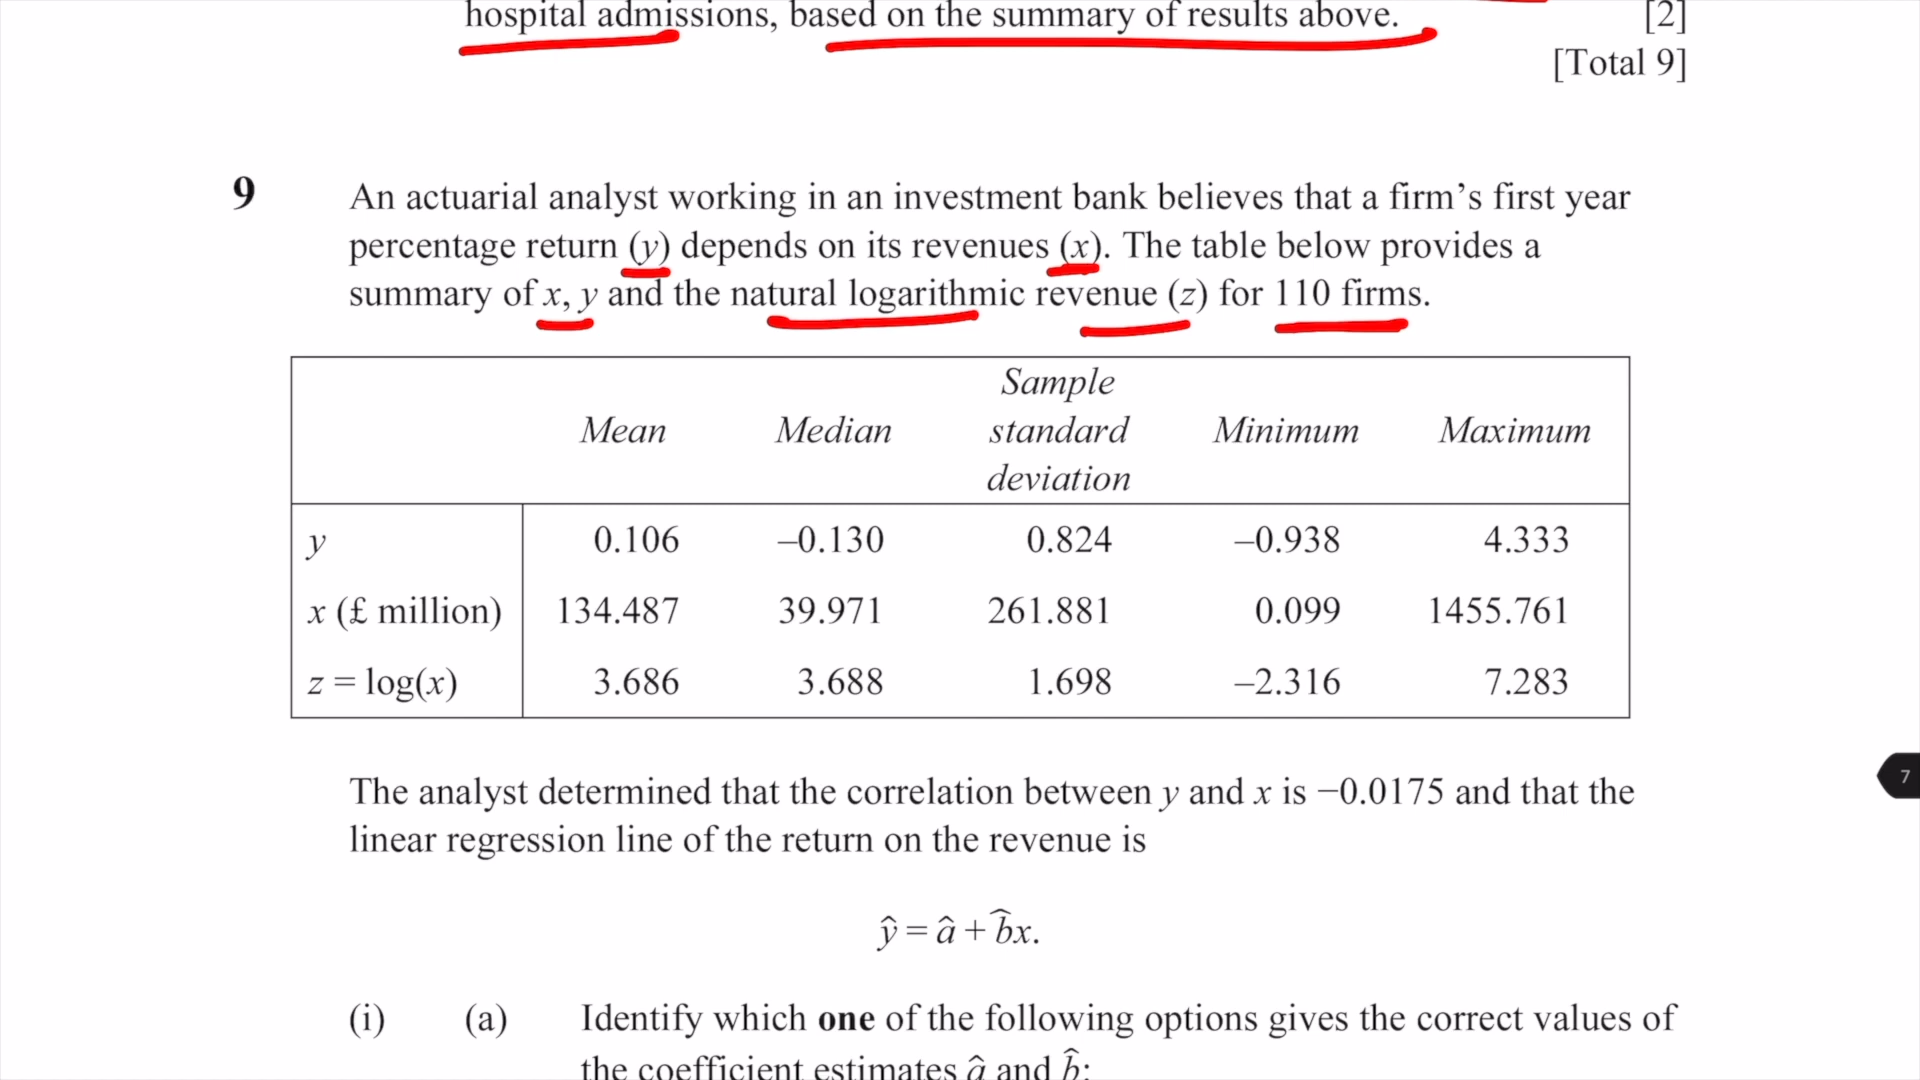 hospital admissions, based on the summary of results above. [2]
[Total 9]
9 An actuarial analyst working in an investment bank believes that a firm’s first year
percentage return (y) depends on its revenues (x). The table below provides a
summary of x, y and the natural logarithmic revenue (z) for 110 firms.
Sample
Mean Median standard Minimum Maximum
deviation
y 0.106 –0.130 0.824 –0.938 4.333
x (£ million) 134.487 39.971 261.881 0.099 1455.761
z = log(x) 3.686 3.688 1.698 –2.316 7.283
7
The analyst determined that the correlation between y and x is −0.0175 and that the
linear regression line of the return on the revenue is
ŷ = â + b̂x.
(i) (a) Identify which one of the following options gives the correct values of
the coefficient estimates â and b̂: